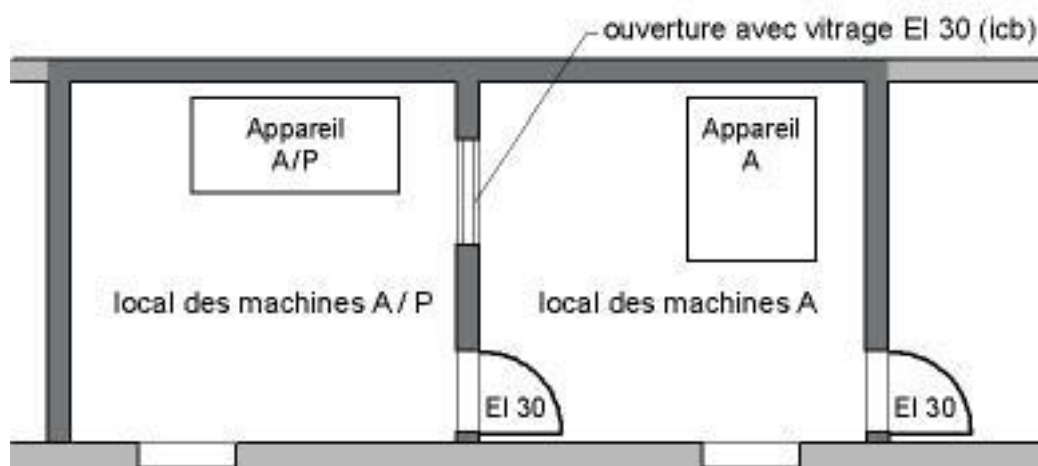 ouverture avec vitrage EI 30 (icb)
Appareil
A/P
Appareil
A
local des machines A / P
local des machines A
EI 30
EI 30